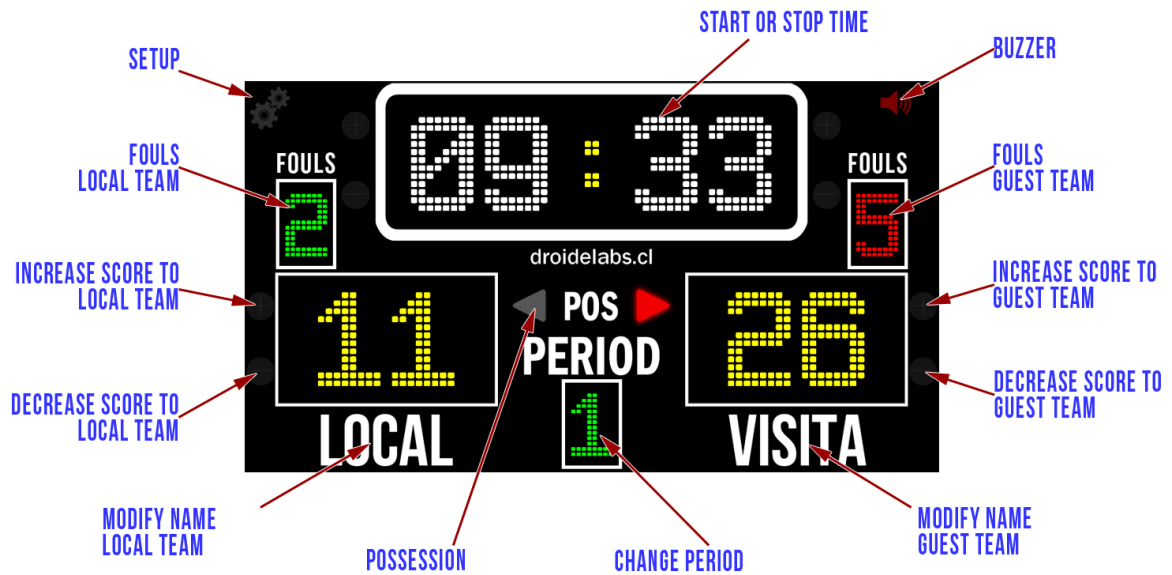 START OR STOP TIME
SETUP
BUZZER
09:33
FOULS
LOCAL TEAM
FOULS
FOULS
FOULS
GUEST TEAM
2
5
droidelabs.cl
INCREASE SCORE TO
LOCAL TEAM
11
POS
26
INCREASE SCORE TO
GUEST TEAM
PERIOD
DECREASE SCORE TO
LOCAL TEAM
1
DECREASE SCORE TO
GUEST TEAM
LOCAL
VISITA
MODIFY NAME
LOCAL TEAM
POSSESSION
CHANGE PERIOD
MODIFY NAME
GUEST TEAM